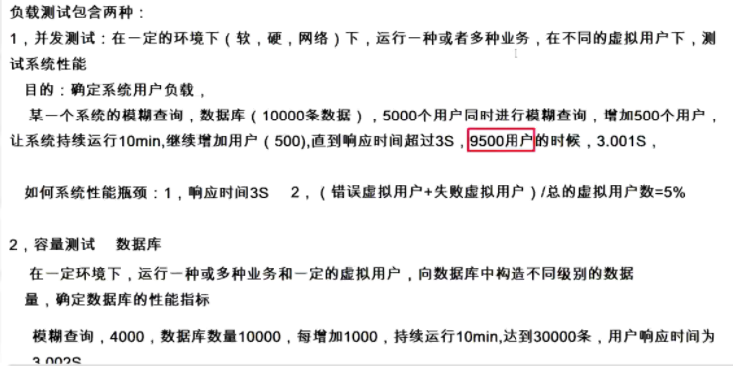 负载测试包含两种：
1，并发测试：在一定的环境下（软，硬，网络）下，运行一种或者多种业务，在不同的虚拟用户下，测
试系统性能
目的：确定系统用户负载，
某一个系统的模糊查询，数据库（10000条数据），5000个用户同时进行模糊查询，增加500个用户，
让系统持续运行10min,继续增加用户（500),直到响应时间超过3S，9500用户的时候，3.001S，
如何系统性能瓶颈：1，响应时间3S 2，（错误虚拟用户+失败虚拟用户）/总的虚拟用户数=5%
2，容量测试 数据库
在一定环境下，运行一种或多种业务和一定的虚拟用户，向数据库中构造不同级别的数据
量，确定数据库的性能指标
模糊查询，4000，数据库数量10000，每增加1000，持续运行10min,达到30000条，用户响应时间为
3.002S